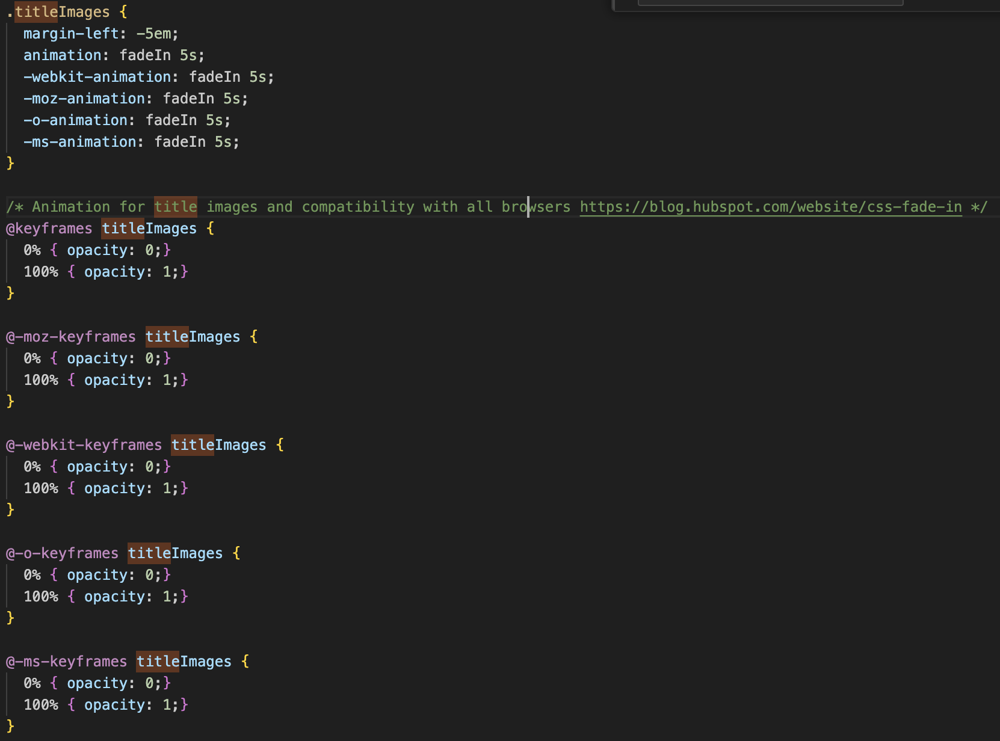 .titleImages {
margin-left: -5em;
animation: fadeIn 5s;
-webkit-animation: fadeIn 5s;
-moz-animation: fadeIn 5s;
-o-animation: fadeIn 5s;
-ms-animation: fadeIn 5s;
}
/* Animation for title images and compatibility with all browsers https://blog.hubspot.com/website/css-fade-in */
@keyframes titleImages {
0% { opacity: 0;}
100% { opacity: 1;}
}
@-moz-keyframes titleImages {
0% { opacity: 0;}
100% { opacity: 1;}
}
@-webkit-keyframes titleImages {
0% { opacity: 0;}
100% { opacity: 1;}
}
@-o-keyframes titleImages {
0% { opacity: 0;}
100% { opacity: 1;}
}
@-ms-keyframes titleImages {
0% { opacity: 0;}
100% { opacity: 1;}
}